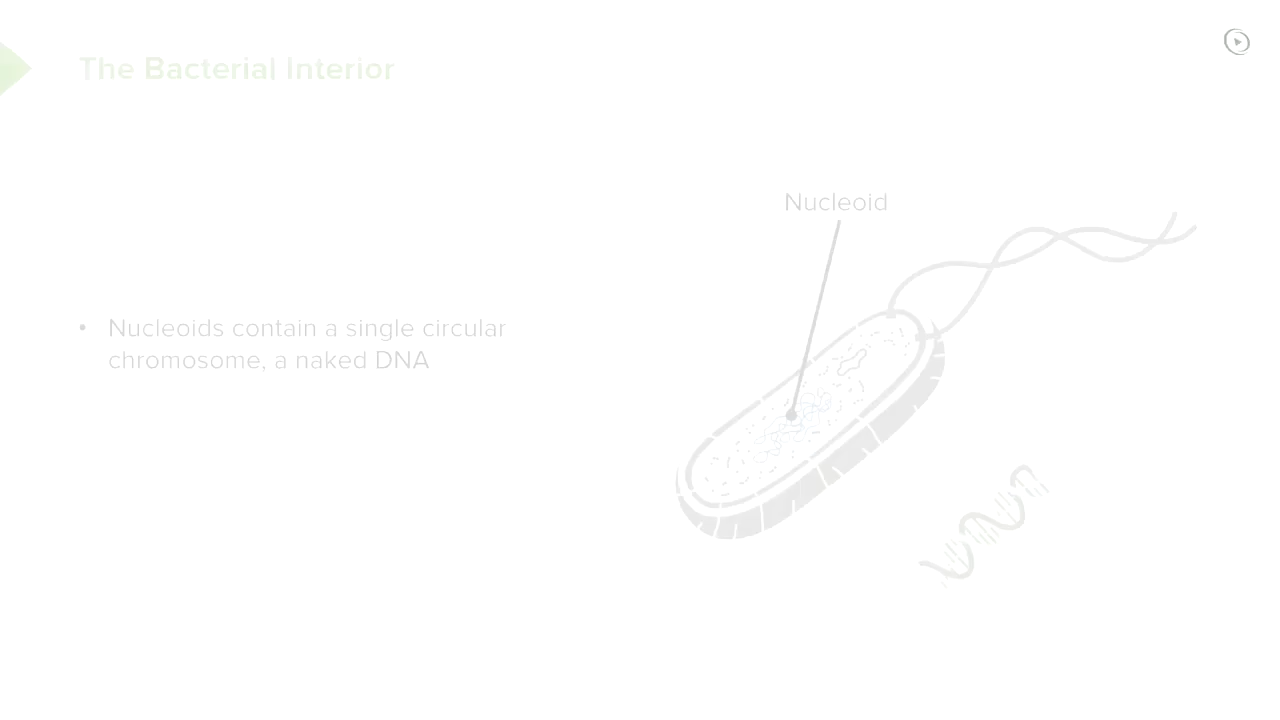 The Bacterial Interior
Nucleoid
• Nucleoids contain a single circular
chromosome, a naked DNA